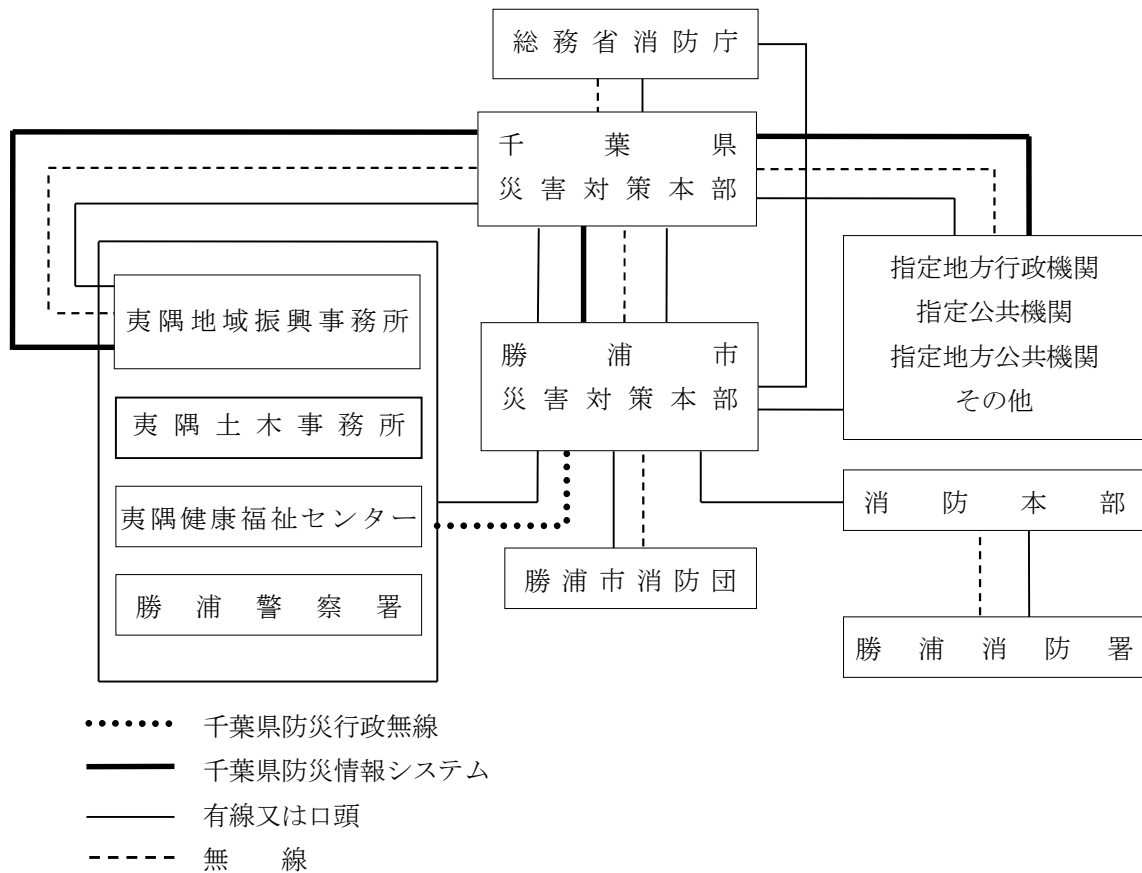 総務省消防庁
千葉県
災害対策本部
指定地方行政機関
指定公共機関
指定地方公共機関
その他
夷隅地域振興事務所
勝浦市
災害対策本部
夷隅土木事務所
夷隅健康福祉センター
勝浦警察署
消防本部
勝浦市消防団
勝浦消防署
千葉県防災行政無線
千葉県防災情報システム
有線又は口頭
無線